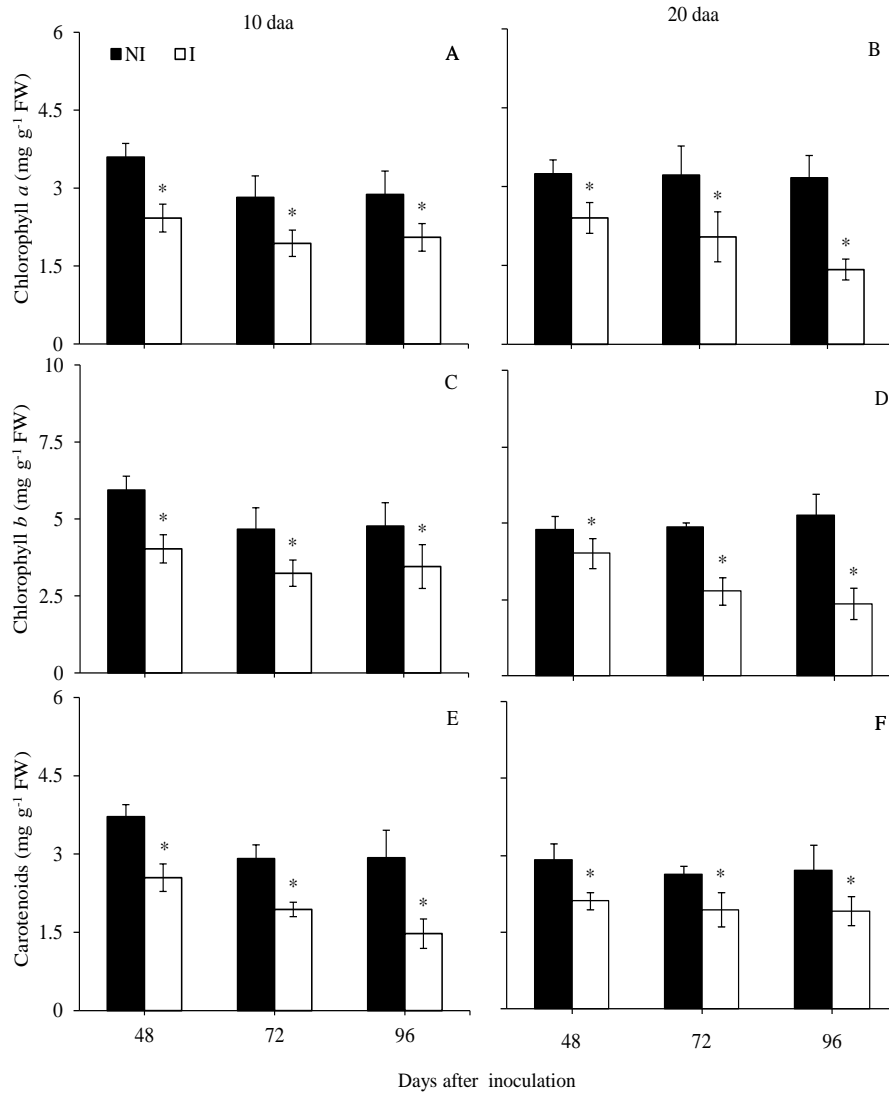 10 daa
20 daa
6
4.5
3
1.5
0
Chlorophyll a (mg g-1 FW)
NI
I
A
*
*
*
B
*
*
*
10
7.5
5
2.5
0
Chlorophyll b (mg g-1 FW)
C
*
*
*
D
*
*
*
6
4.5
3
1.5
0
Carotenoids (mg g-1 FW)
E
*
*
*
F
*
*
*
48
72
96
48
72
96
Days after inoculation